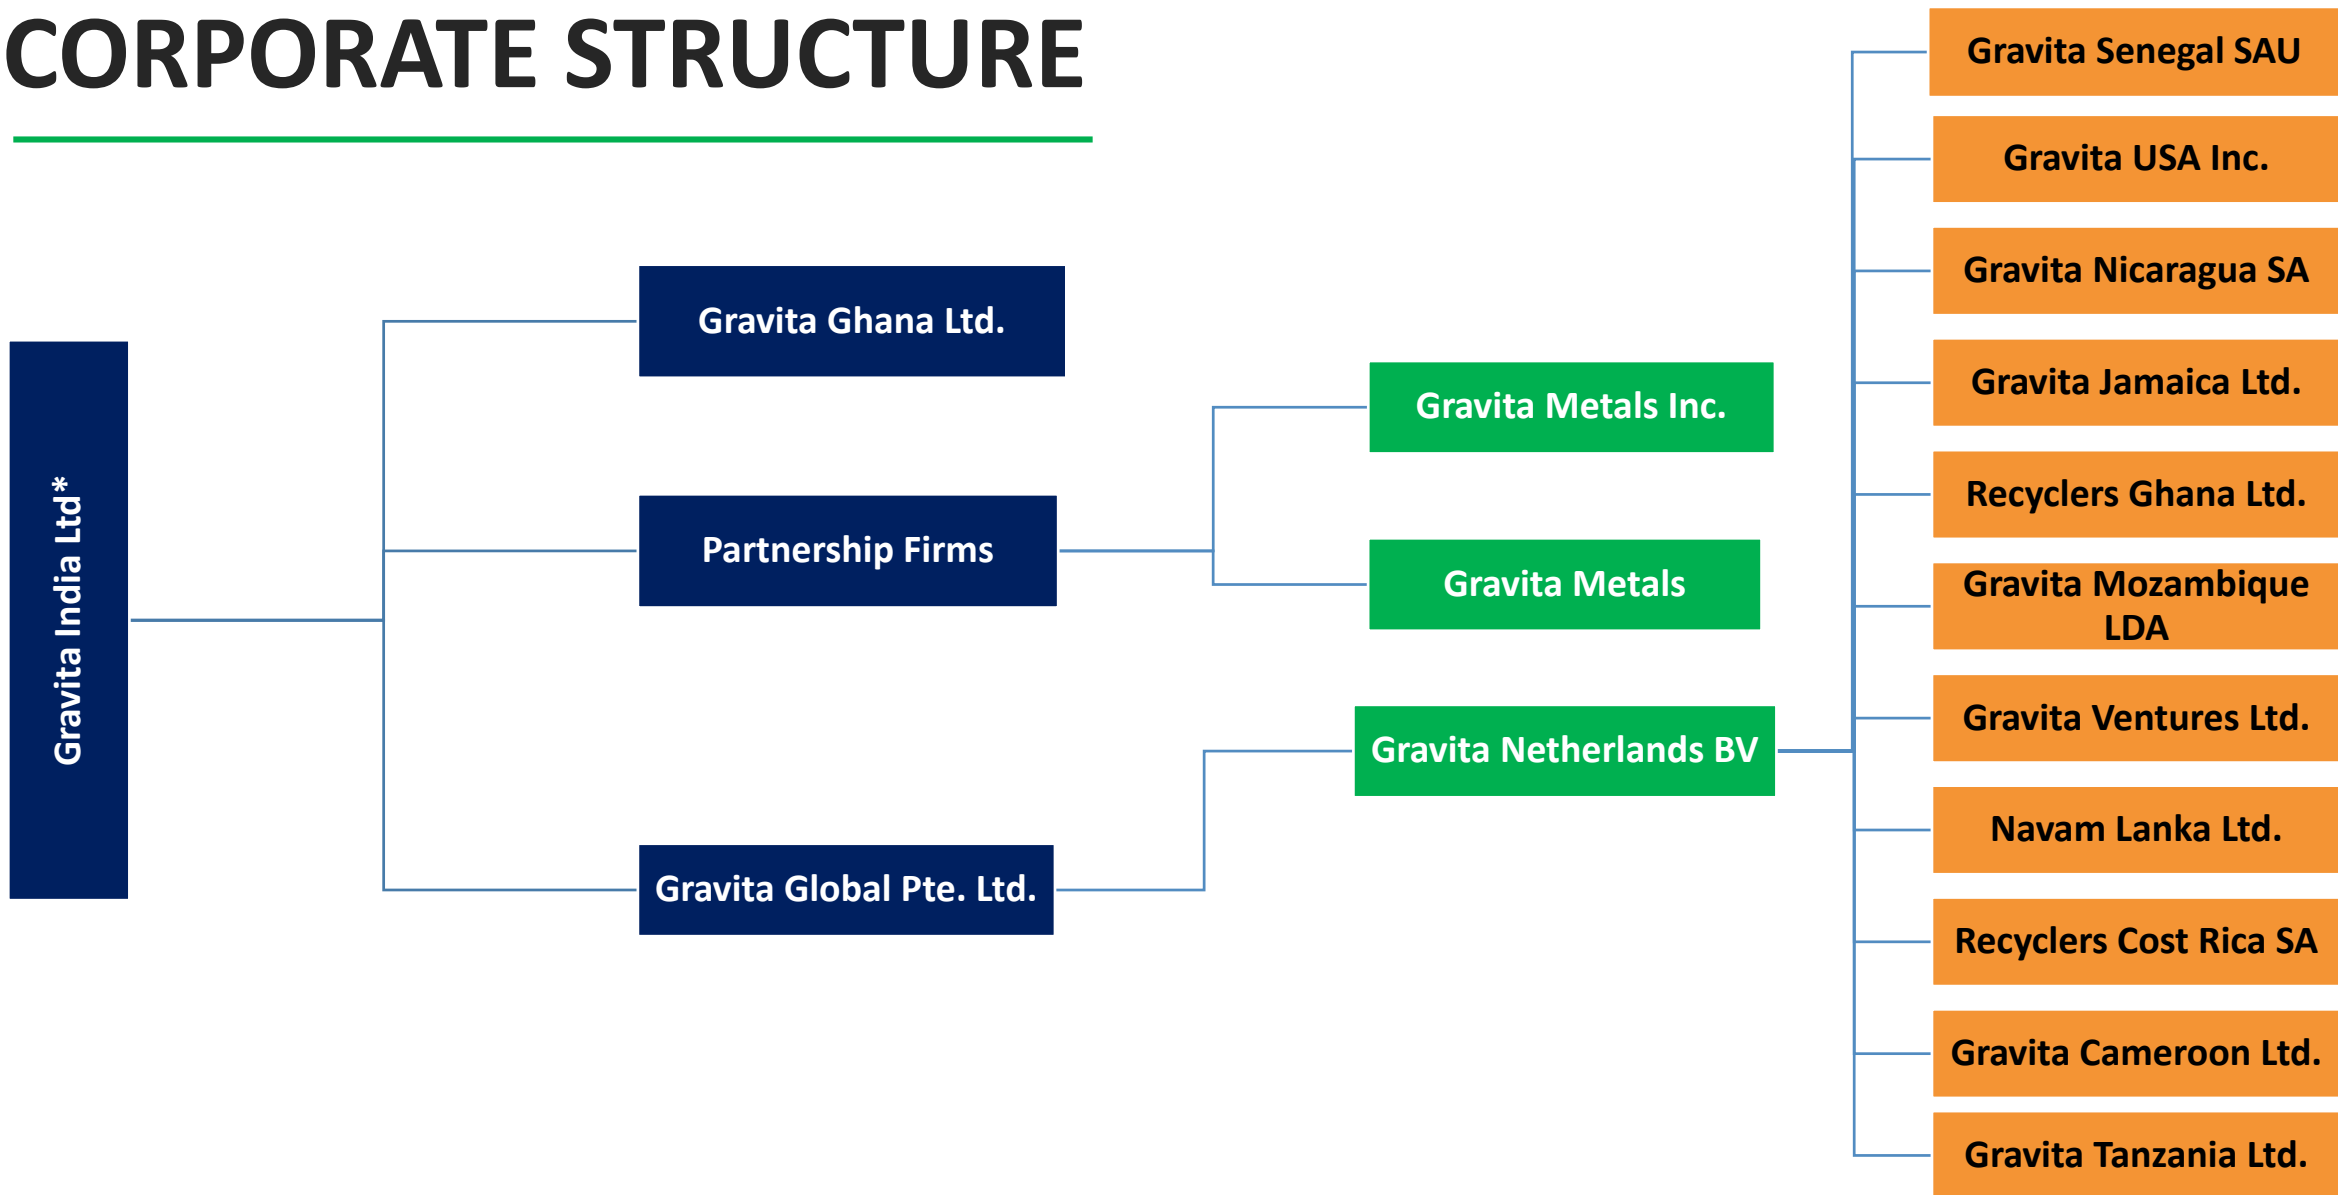 CORPORATE STRUCTURE
Gravita India Ltd*
Gravita Ghana Ltd.
Partnership Firms
Gravita Global Pte. Ltd.
Gravita Metals Inc.
Gravita Metals
Gravita Netherlands BV
Gravita Senegal SAU
Gravita USA Inc.
Gravita Nicaragua SA
Gravita Jamaica Ltd.
Recyclers Ghana Ltd.
Gravita Mozambique
LDA
Gravita Ventures Ltd.
Navam Lanka Ltd.
Recyclers Cost Rica SA
Gravita Cameroon Ltd.
Gravita Tanzania Ltd.